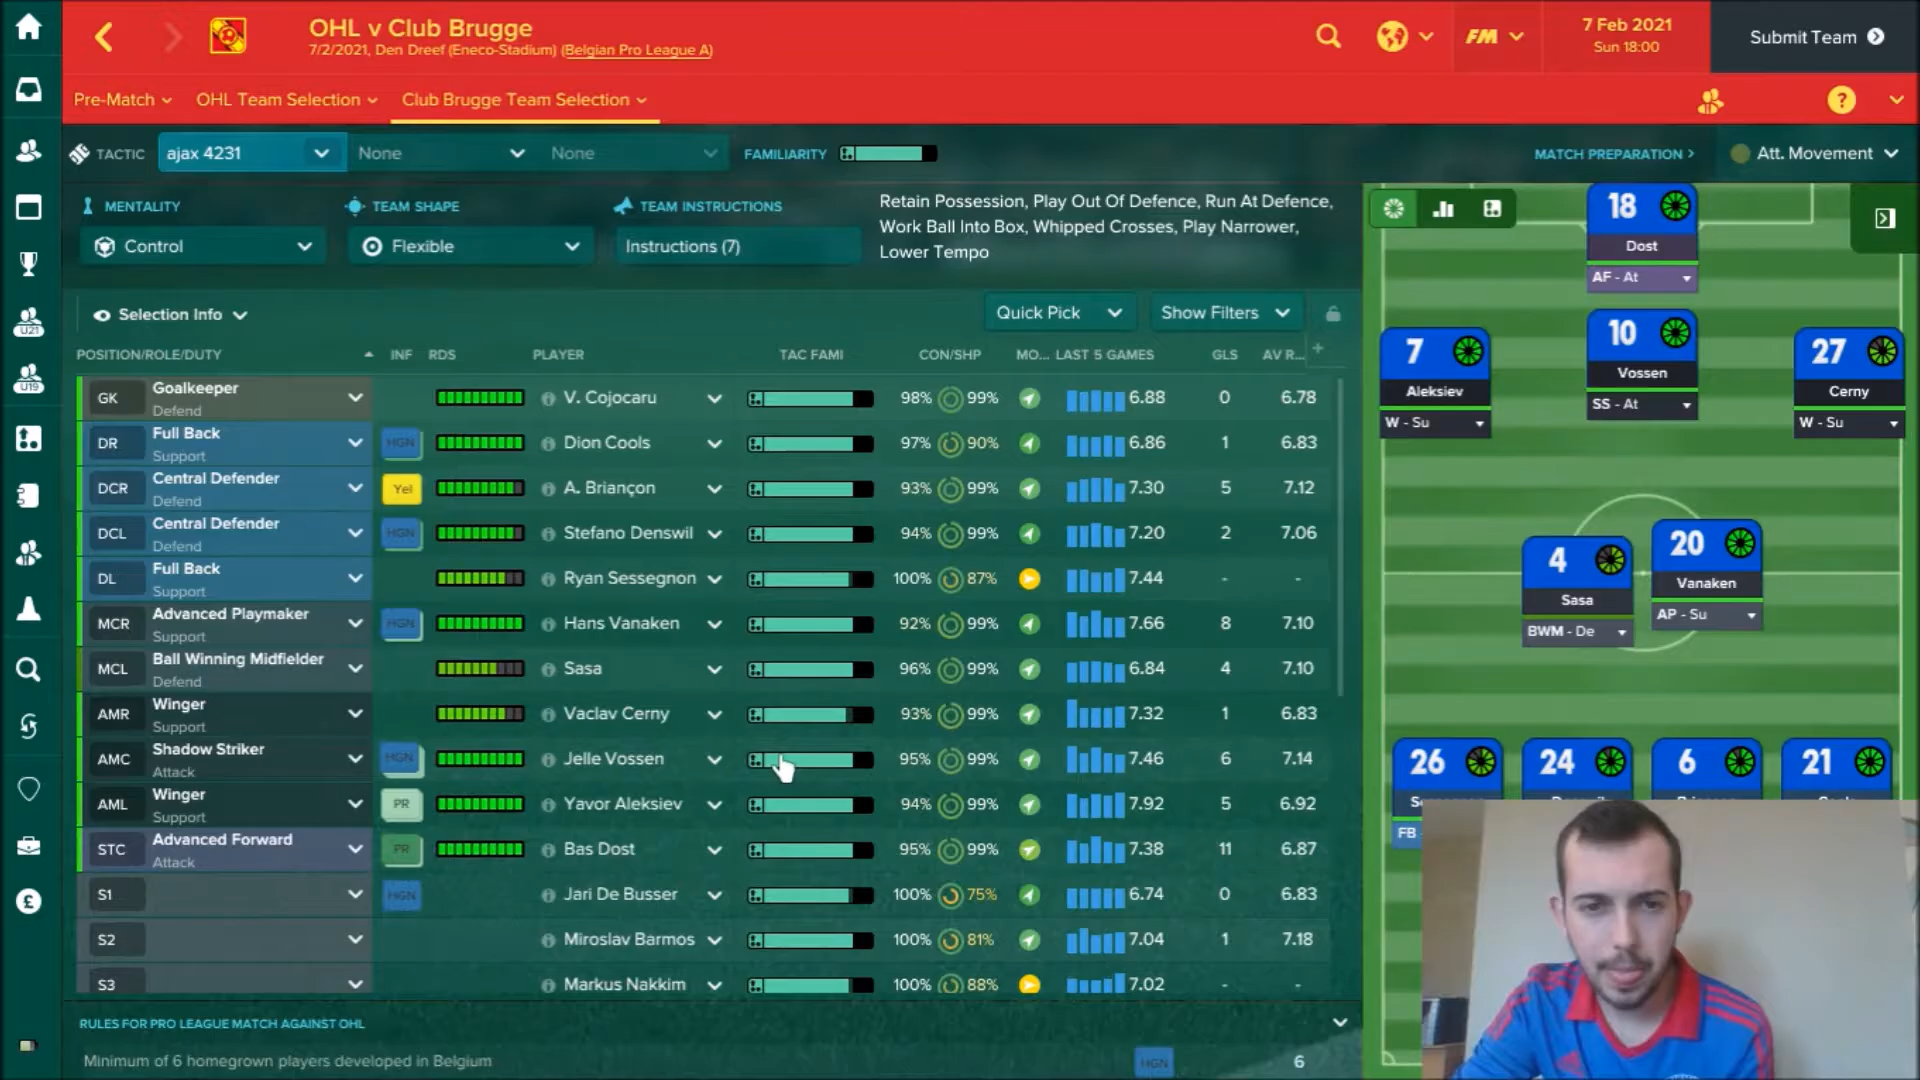 OHL v Club Brugge
7/2/2021, Den Dreef (Eneco-Stadium) (Belgian Pro League A)
FM
7 Feb 2021
Sun 18:00
Submit Team
Pre-Match
OHL Team Selection
Club Brugge Team Selection
?
TACTIC
ajax 4231
None
None
FAMILIARITY
MATCH PREPARATION >
Att. Movement
MENTALITY
TEAM SHAPE
TEAM INSTRUCTIONS
Control
Flexible
Instructions (7)
Retain Possession, Play Out Of Defence, Run At Defence,
Work Ball Into Box, Whipped Crosses, Play Narrower,
Lower Tempo
Selection Info
Quick Pick
Show Filters
POSITION/ROLE/DUTY INF RDS PLAYER TAC FAMI CON/SHP MO... LAST 5 GAMES GLS AV R... +
GK Goalkeeper Defend V. Cojocaru 98% 99% 6.88 0 6.78
DR Full Back Support HGN Dion Cools 97% 90% 6.86 1 6.83
DCR Central Defender Defend Yel A. Briançon 93% 99% 7.30 5 7.12
DCL Central Defender Defend HGN Stefano Denswil 94% 99% 7.20 2 7.06
DL Full Back Support Ryan Sessegnon 100% 87% 7.44 - -
MCR Advanced Playmaker Support HGN Hans Vanaken 92% 99% 7.66 8 7.10
MCL Ball Winning Midfielder Defend Sasa 96% 99% 6.84 4 7.10
AMR Winger Support Vaclav Cerny 93% 99% 7.32 1 6.83
AMC Shadow Striker Attack HGN Jelle Vossen 95% 99% 7.46 6 7.14
AML Winger Support PR Yavor Aleksiev 94% 99% 7.92 5 6.92
STC Advanced Forward Attack PR Bas Dost 95% 99% 7.38 11 6.87
S1 HGN Jari De Busser 100% 75% 6.74 0 6.83
S2 Miroslav Barmos 100% 81% 7.04 1 7.18
S3 Markus Nakkim 100% 88% 7.02 - -
RULES FOR PRO LEAGUE MATCH AGAINST OHL
Minimum of 6 homegrown players developed in Belgium HGN 6
U21
U19
£
18
Dost
AF - At
7
Aleksiev
W - Su
10
Vossen
SS - At
27
Cerny
W - Su
4
Sasa
BWM - De
20
Vanaken
AP - Su
26
24
6
21
FB